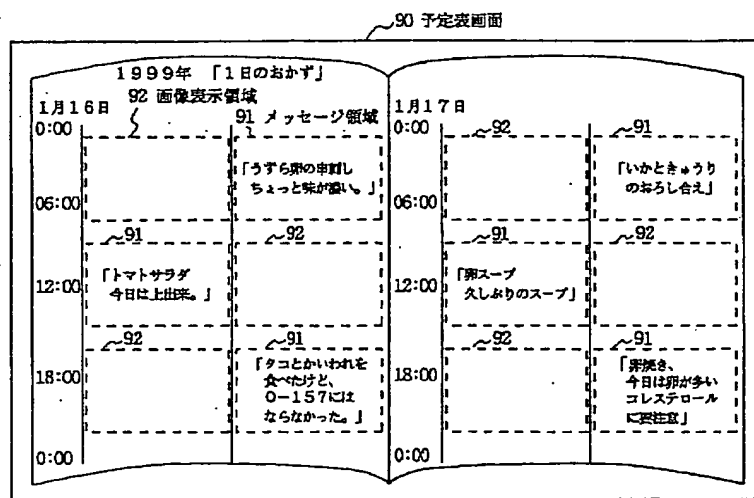 90 予定表画面
1999年 「1日のおかず」
92 画像表示領域
1月16日
91 メッセージ領域
0:00
「うずら卵の串刺し
ちょっと味が濃い。」
06:00
91
92
「トマトサラダ
今日は上出来。」
12:00
92
91
18:00
「タコとかいわれを
食べたけど、
O-157には
ならなかった。」
0:00
1月17日
0:00
92
91
「いかときゅうり
のおろし合え」
06:00
91
92
「卵スープ
久しぶりのスープ」
12:00
92
91
18:00
「卵焼き、
今日は卵が多い
コレステロール
に要注意」
0:00